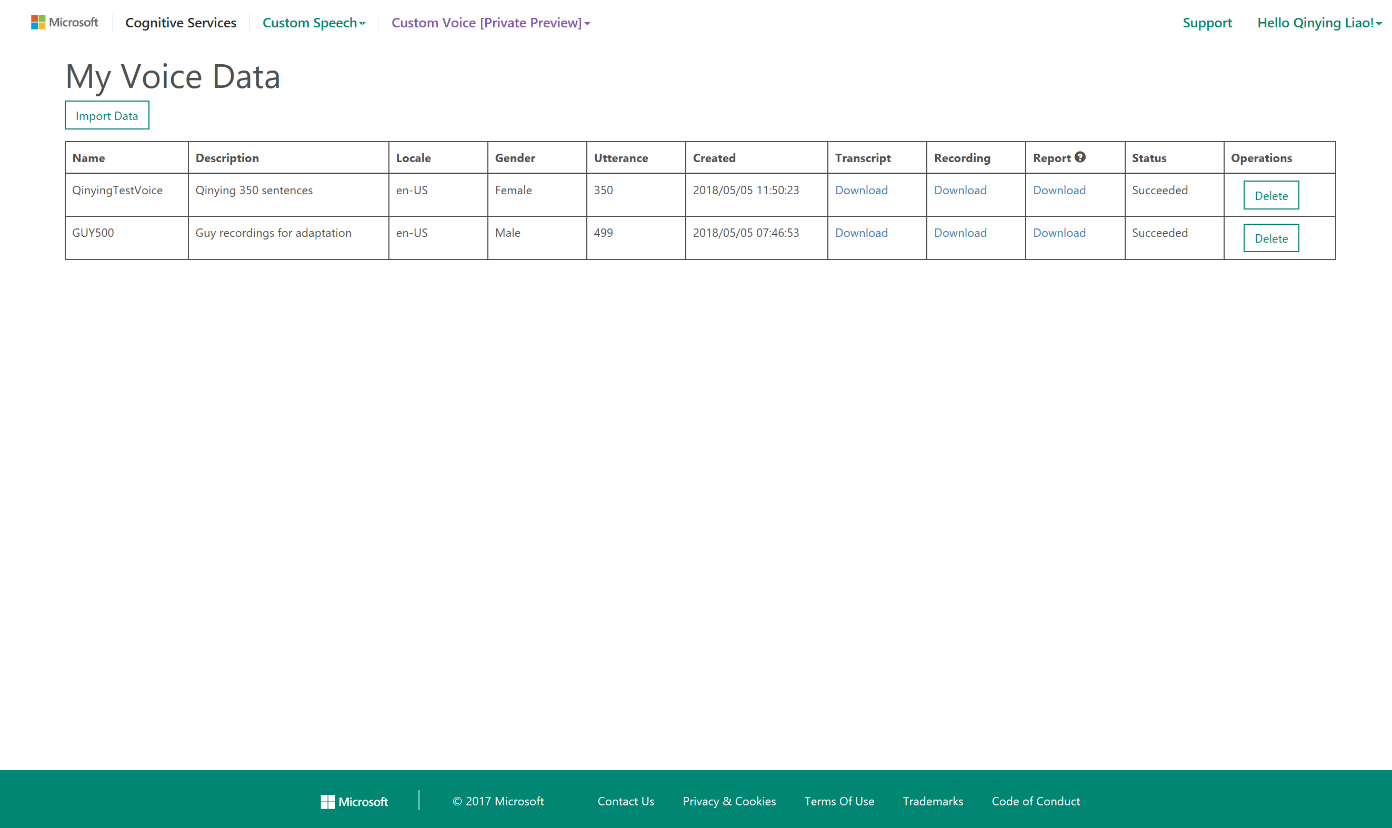 Microsoft Cognitive Services Custom Speech Custom Voice [Private Preview] Support Hello Qinying Liao!
My Voice Data
Import Data
Name Description Locale Gender Utterance Created Transcript Recording Report ? Status Operations
QinyingTestVoice Qinying 350 sentences en-US Female 350 2018/05/05 11:50:23 Download Download Download Succeeded Delete
GUY500 Guy recordings for adaptation en-US Male 499 2018/05/05 07:46:53 Download Download Download Succeeded Delete
Microsoft © 2017 Microsoft Contact Us Privacy & Cookies Terms Of Use Trademarks Code of Conduct